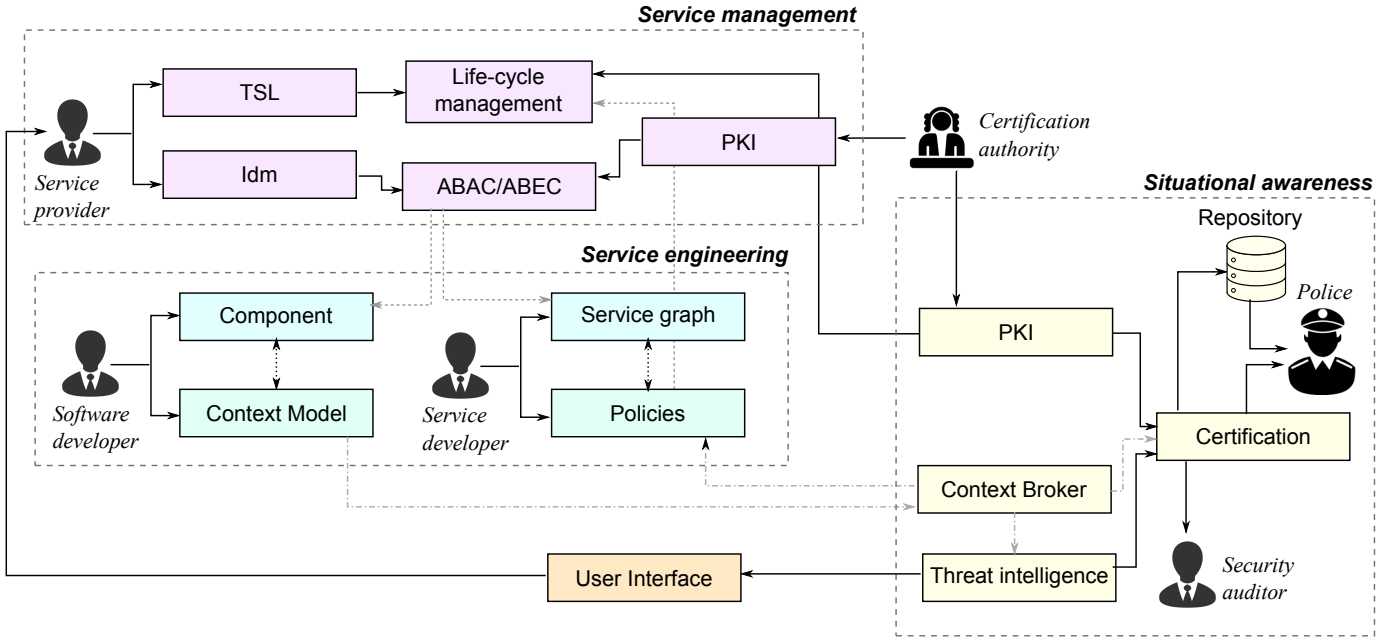 Service management
TSL
Life-cycle
management
PKI
Certification
authority
Idm
ABAC/ABEC
Service
provider
Situational awareness
Repository
Service engineering
Police
Component
Service graph
PKI
Software
developer
Context Model
Service
developer
Policies
Certification
Context Broker
User Interface
Threat intelligence
Security
auditor